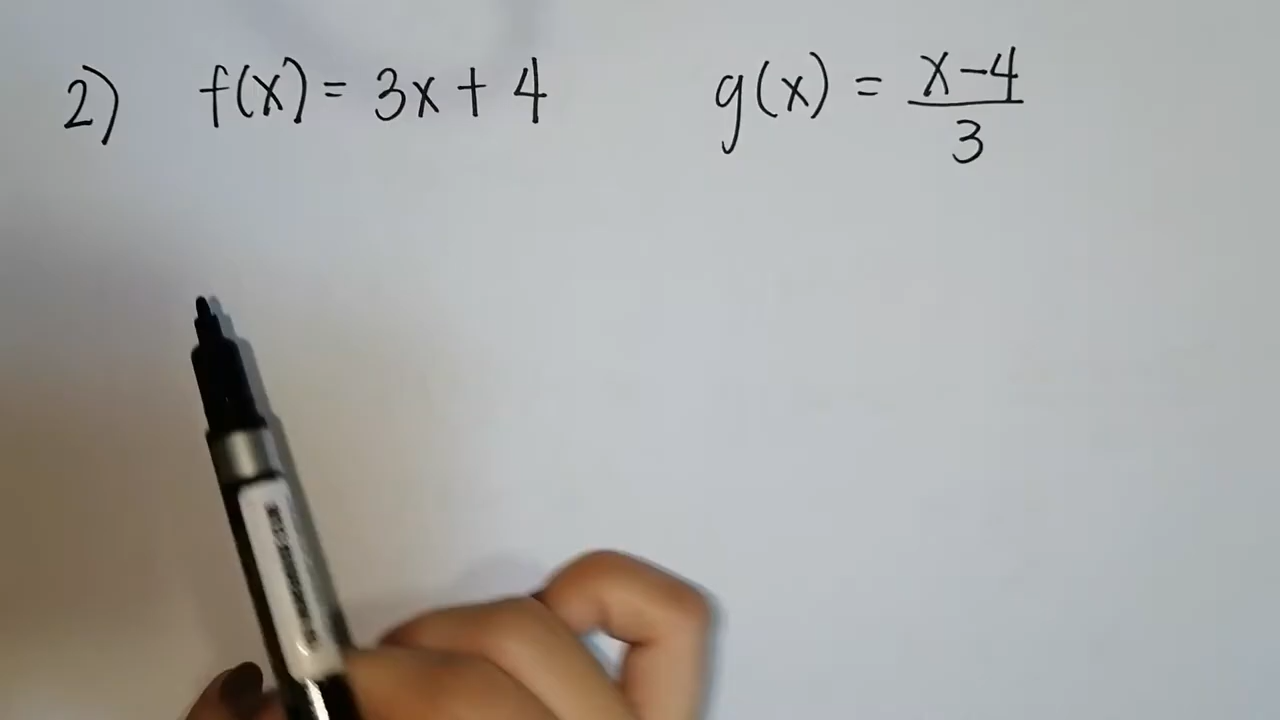 2) f(x) = 3x + 4 g(x) = x-4/3